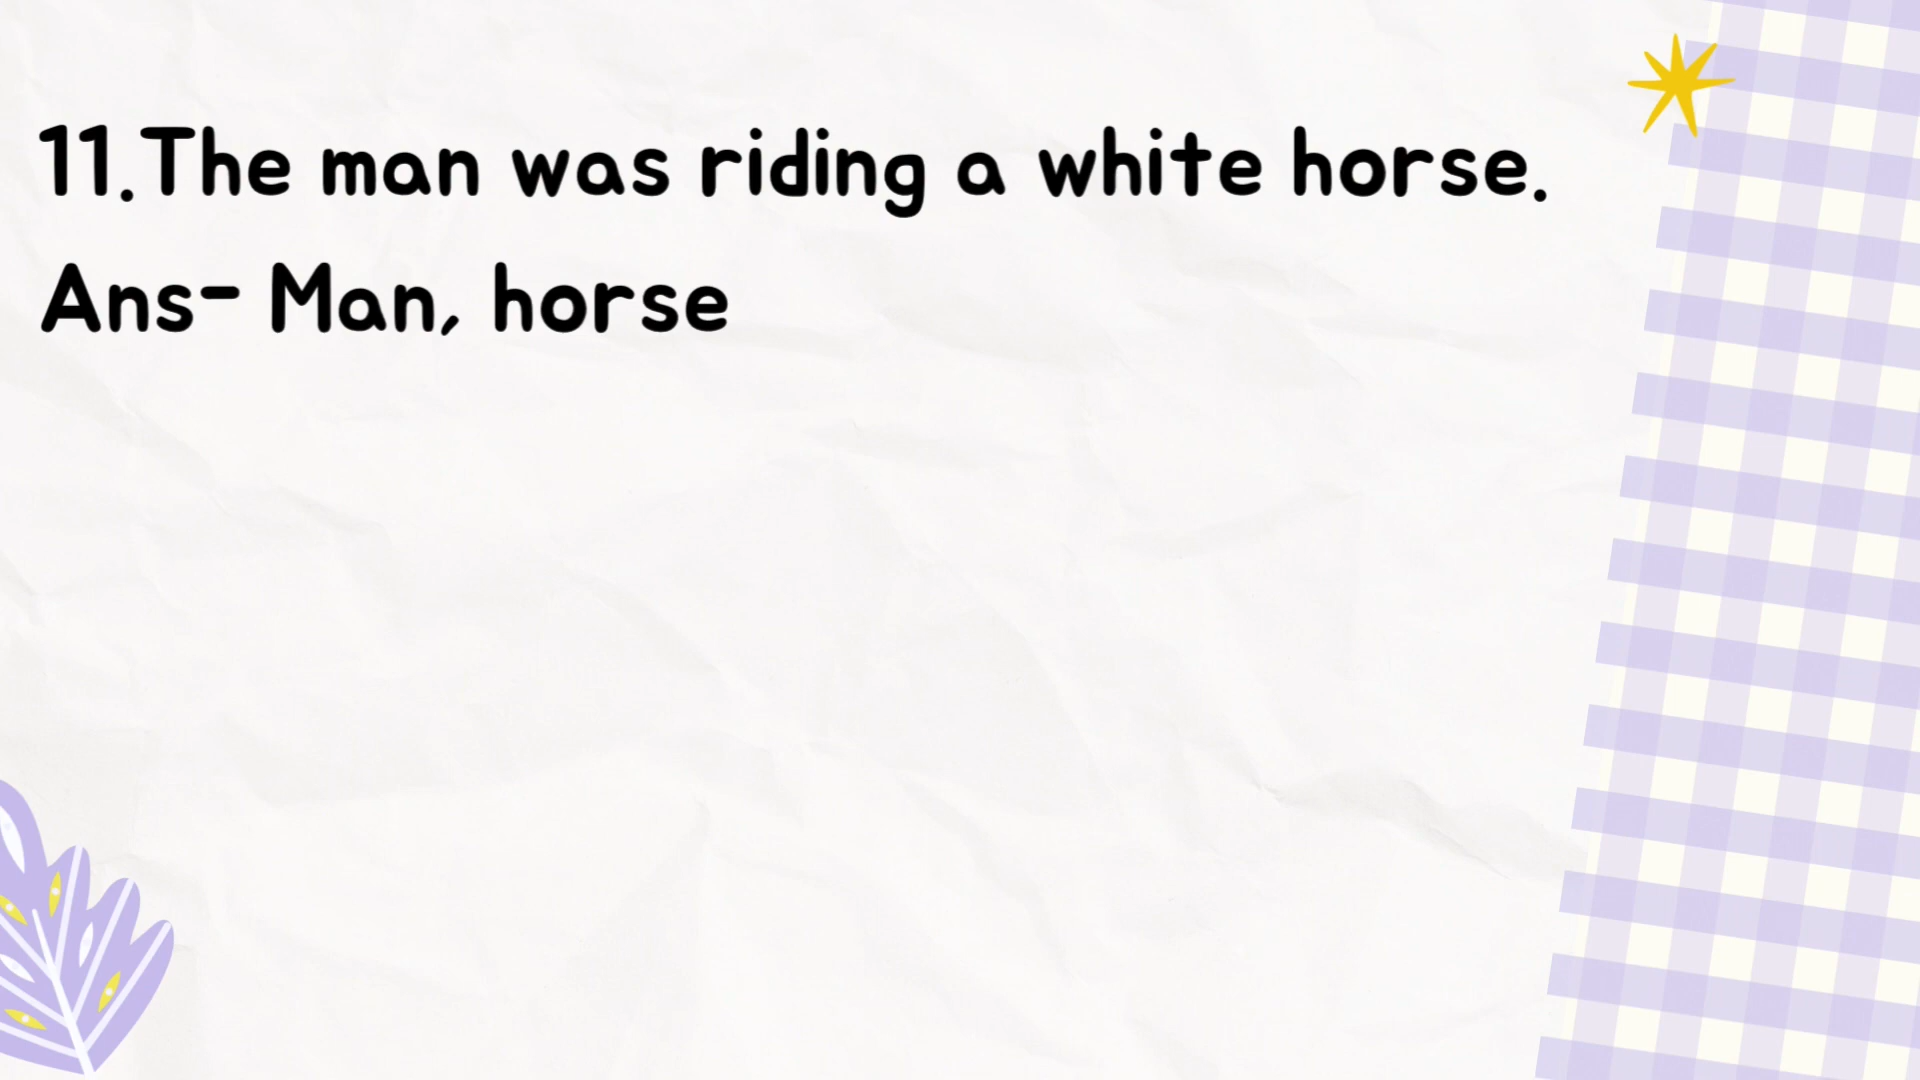 11.The man was riding a white horse.
Ans- Man, horse